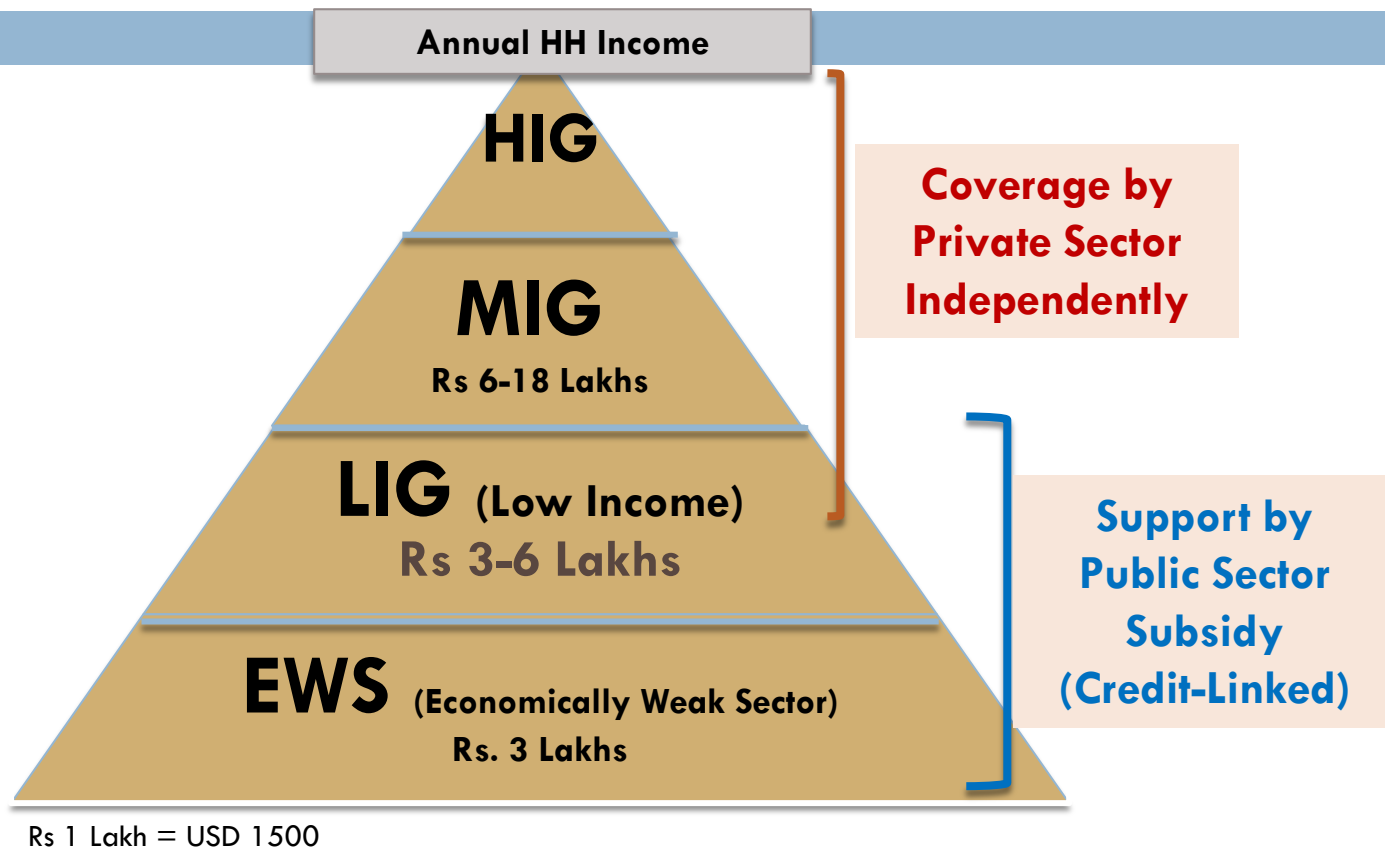 Annual HH Income
HIG
MIG
Rs 6-18 Lakhs
LIG (Low Income)
Rs 3-6 Lakhs
EWS (Economically Weak Sector)
Rs. 3 Lakhs
Coverage by
Private Sector
Independently
Support by
Public Sector
Subsidy
(Credit-Linked)
Rs 1 Lakh = USD 1500